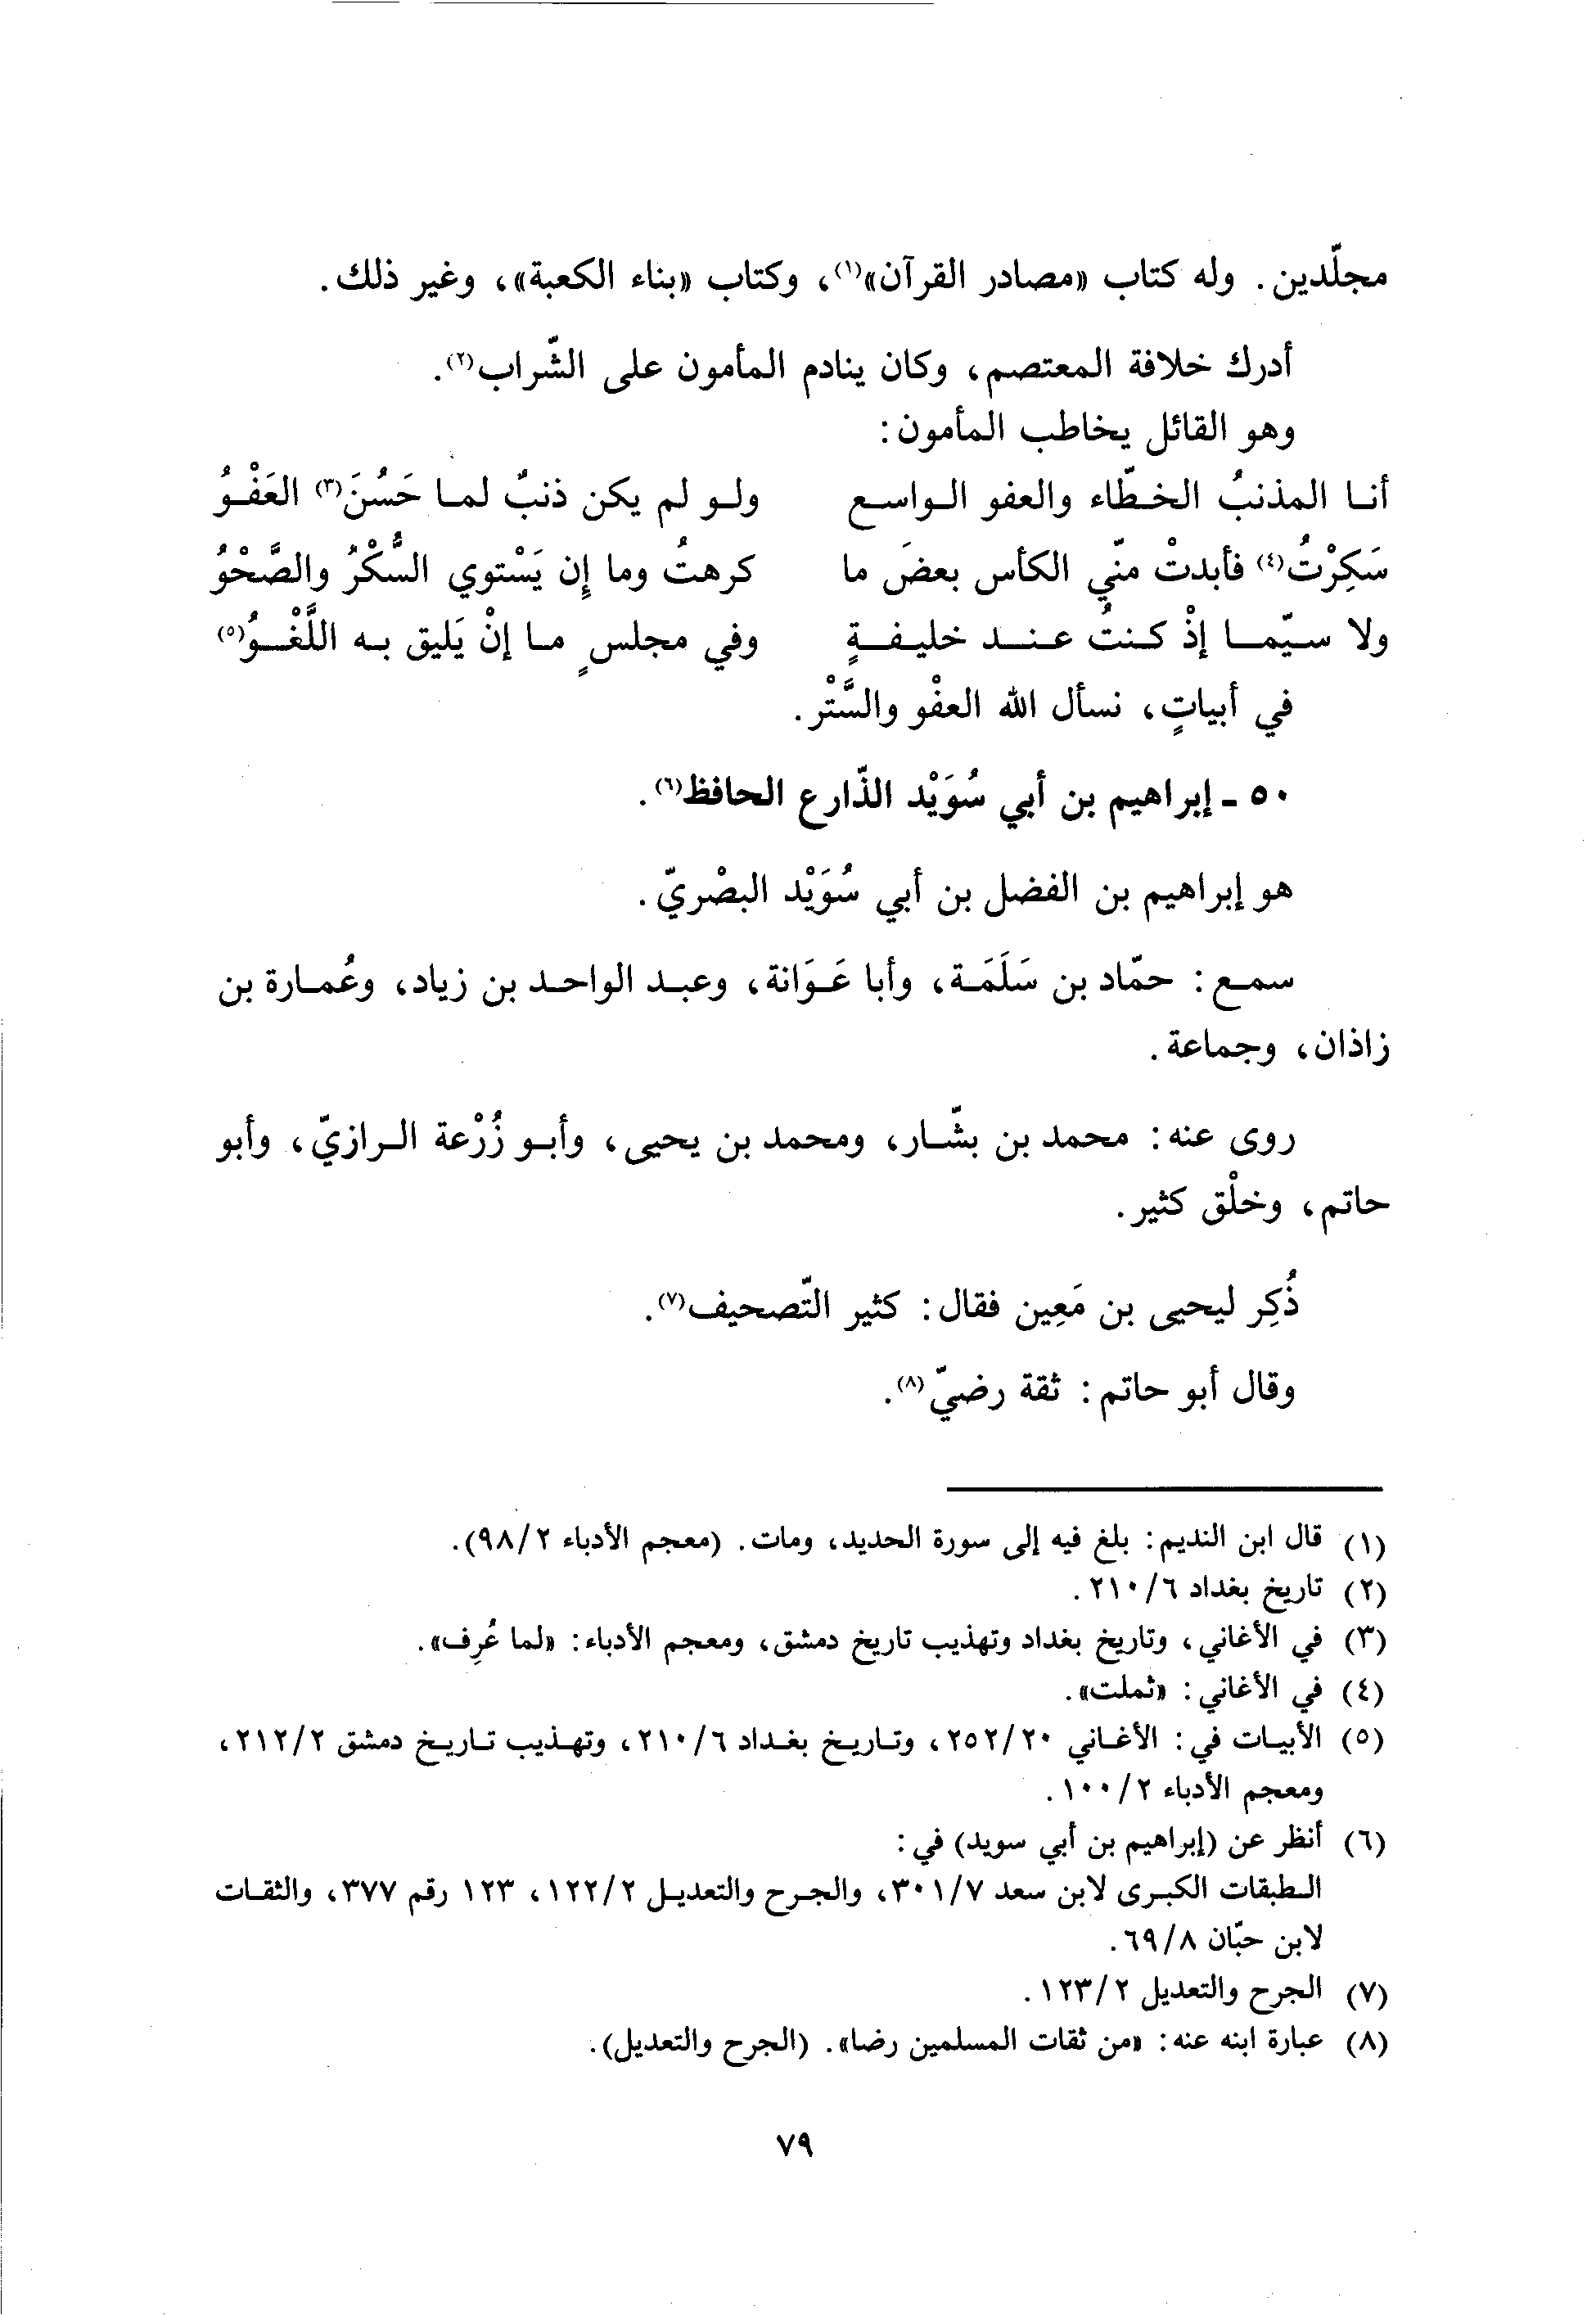 مجلّدين. وله كتاب «مصادر القرآن»(١)، وكتاب «بناء الكعبة»، وغير ذلك.
أدرك خلافة المعتصم، وكان ينادم المأمون على الشّراب(٢).
وهو القائل يخاطب المأمون:
أنا المذنبُ الخطّاء والعفو الواسع ولو لم يكن ذنبٌ لما حَسُنَ(٣) العَفْوُ
سَكِرْتُ(٤) فأبدتْ منّي الكأس بعضَ ما كرهتُ وما إِن يَسْتوي السُّكْرُ والصَّحْوُ
ولا سيّما إذْ كنتُ عند خليفةٍ وفي مجلسٍ ما إنْ يَليق به اللَّغْوُ(٥)
في أبياتٍ، نسأل الله العفْو والسَّتْر.
٥٠ - إبراهيم بن أبي سُوَيْد الذّارع الحافظ(٦).
هو إبراهيم بن الفضل بن أبي سُوَيْد البصْريّ.
سمع: حمّاد بن سَلَمَة، وأبا عَوَانة، وعبد الواحد بن زياد، وعُمارة بن
زاذان، وجماعة.
روى عنه: محمد بن بشّار، ومحمد بن يحيى، وأبو زُرْعة الرازيّ، وأبو
حاتم، وخلْق كثير.
ذُكِر ليحيى بن مَعِين فقال: كثير التّصحيف(٧).
وقال أبو حاتم: ثقة رضيّ(٨).
(١) قال ابن النديم: بلغ فيه إلى سورة الحديد، ومات. (معجم الأدباء ٩٨/٢).
(٢) تاريخ بغداد ٢١٠/٦.
(٣) في الأغاني، وتاريخ بغداد وتهذيب تاريخ دمشق، ومعجم الأدباء: «لما عُرِف».
(٤) في الأغاني: «ثملت».
(٥) الأبيات في: الأغاني ٢٥٢/٢٠، وتاريخ بغداد ٢١٠/٦، وتهذيب تاريخ دمشق ٢١٢/٢،
ومعجم الأدباء ١٠٠/٢.
(٦) أنظر عن (إبراهيم بن أبي سويد) في:
الطبقات الكبرى لابن سعد ٣٠١/٧، والجرح والتعديل ١٢٢/٢، ١٢٣ رقم ٣٧٧، والثقات
لابن حبّان ٦٩/٨.
(٧) الجرح والتعديل ١٢٣/٢.
(٨) عبارة ابنه عنه: «من ثقات المسلمين رضا». (الجرح والتعديل).
٧٩